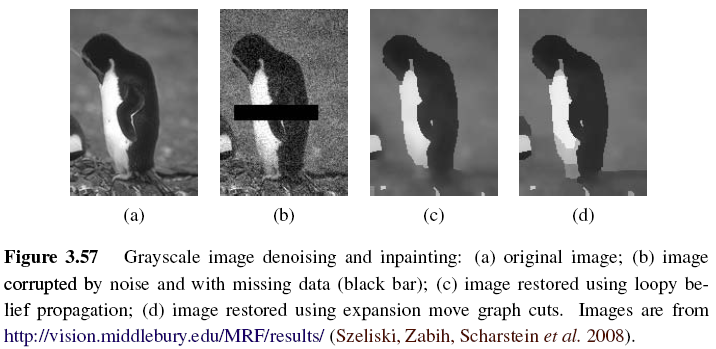 (a) (b) (c) (d)
Figure 3.57 Grayscale image denoising and inpainting: (a) original image; (b) image
corrupted by noise and with missing data (black bar); (c) image restored using loopy be-
lief propagation; (d) image restored using expansion move graph cuts. Images are from
http://vision.middlebury.edu/MRF/results/ (Szeliski, Zabih, Scharstein et al. 2008).